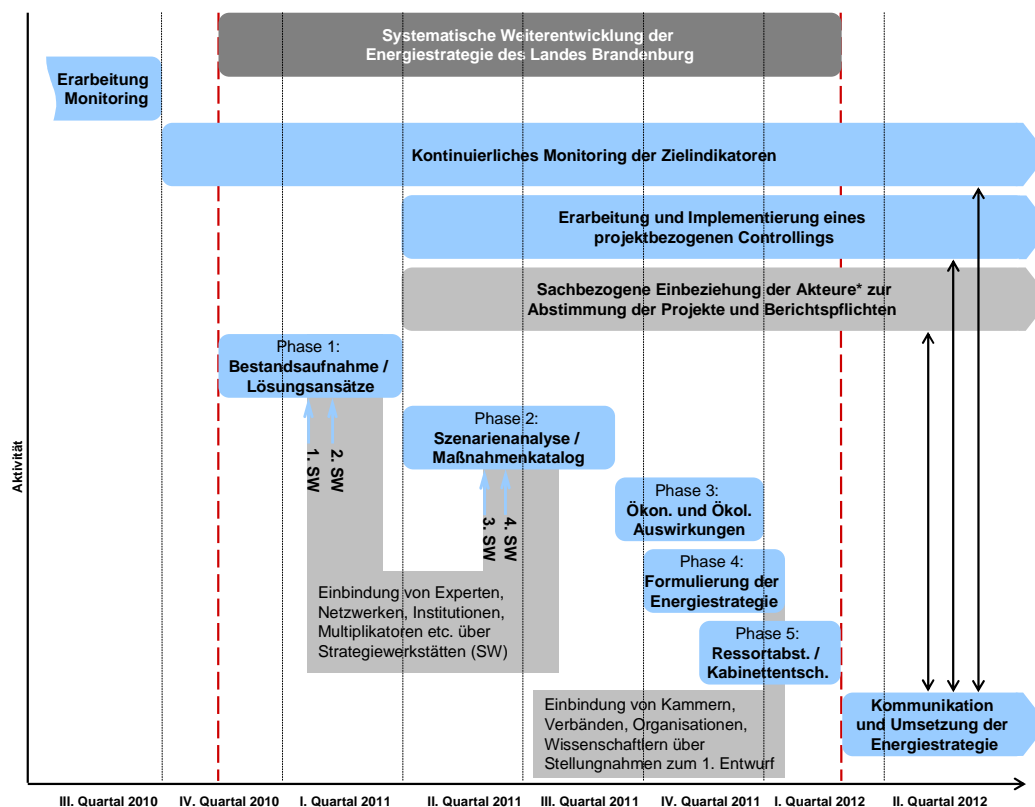 Systematische Weiterentwicklung der
Energiestrategie des Landes Brandenburg
Erarbeitung
Monitoring
Kontinuierliches Monitoring der Zielindikatoren
Erarbeitung und Implementierung eines
projektbezogenen Controllings
Sachbezogene Einbeziehung der Akteure* zur
Abstimmung der Projekte und Berichtspflichten
Phase 1:
Bestandsaufnahme /
Lösungsansätze
1. SW
2. SW
Phase 2:
Szenarienanalyse /
Maßnahmenkatalog
3. SW
4. SW
Phase 3:
Ökon. und Ökol.
Auswirkungen
Phase 4:
Formulierung der
Energiestrategie
Einbindung von Experten,
Netzwerken, Institutionen,
Multiplikatoren etc. über
Strategiewerkstätten (SW)
Phase 5:
Ressortabst. /
Kabinettentsch.
Einbindung von Kammern,
Verbänden, Organisationen,
Wissenschaftlern über
Stellungnahmen zum 1. Entwurf
Kommunikation
und Umsetzung der
Energiestrategie
Aktivität
III. Quartal 2010
IV. Quartal 2010
I. Quartal 2011
II. Quartal 2011
III. Quartal 2011
IV. Quartal 2011
I. Quartal 2012
II. Quartal 2012